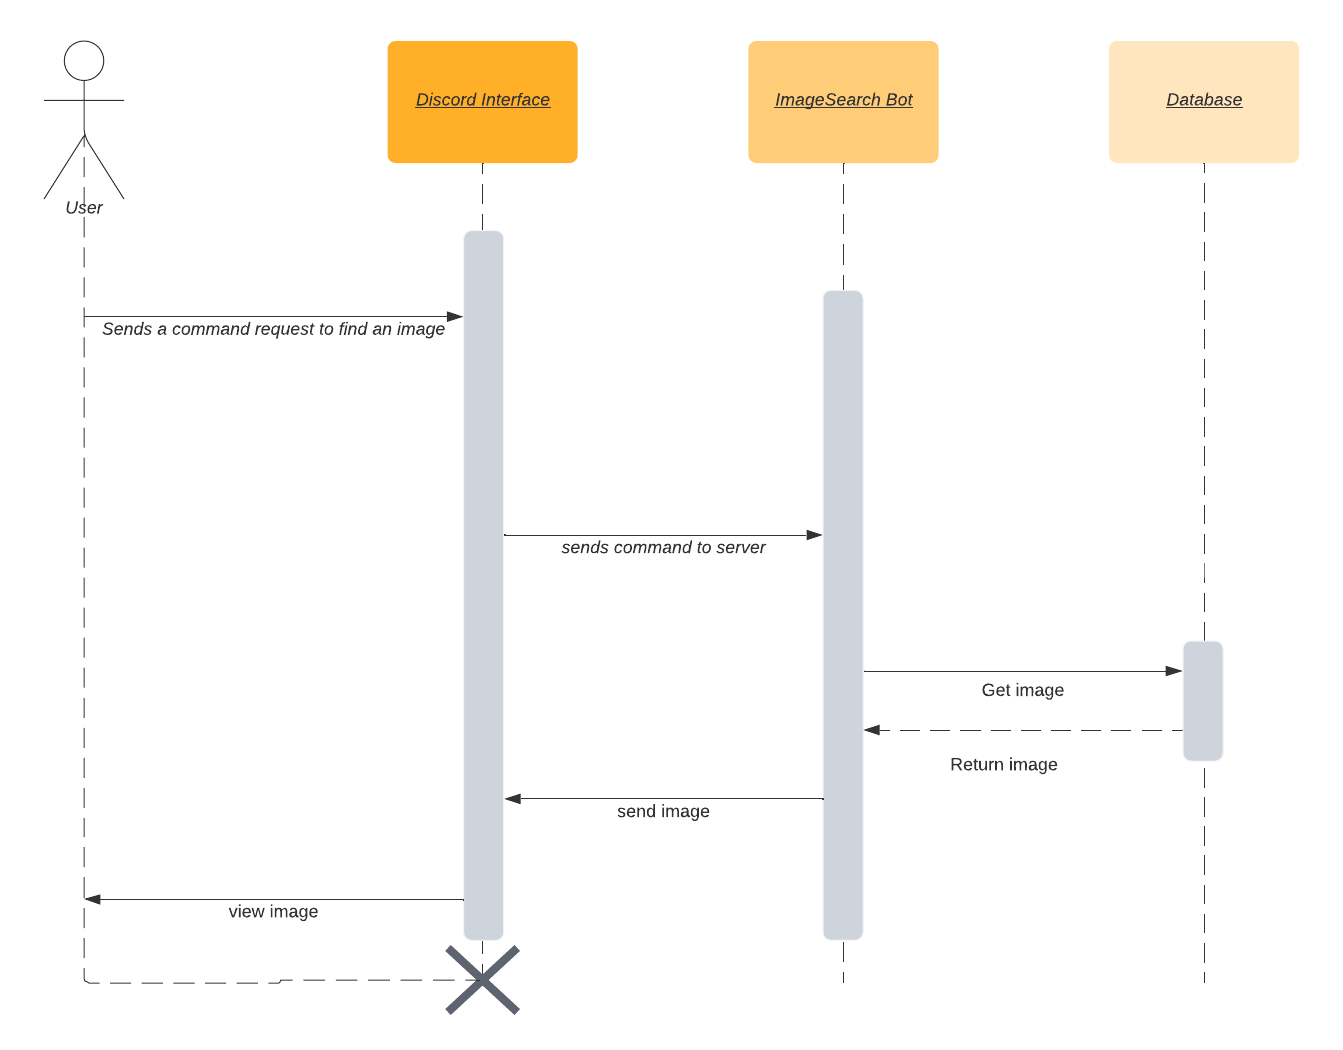 Discord Interface
ImageSearch Bot
Database
User
Sends a command request to find an image
sends command to server
Get image
Return image
send image
view image